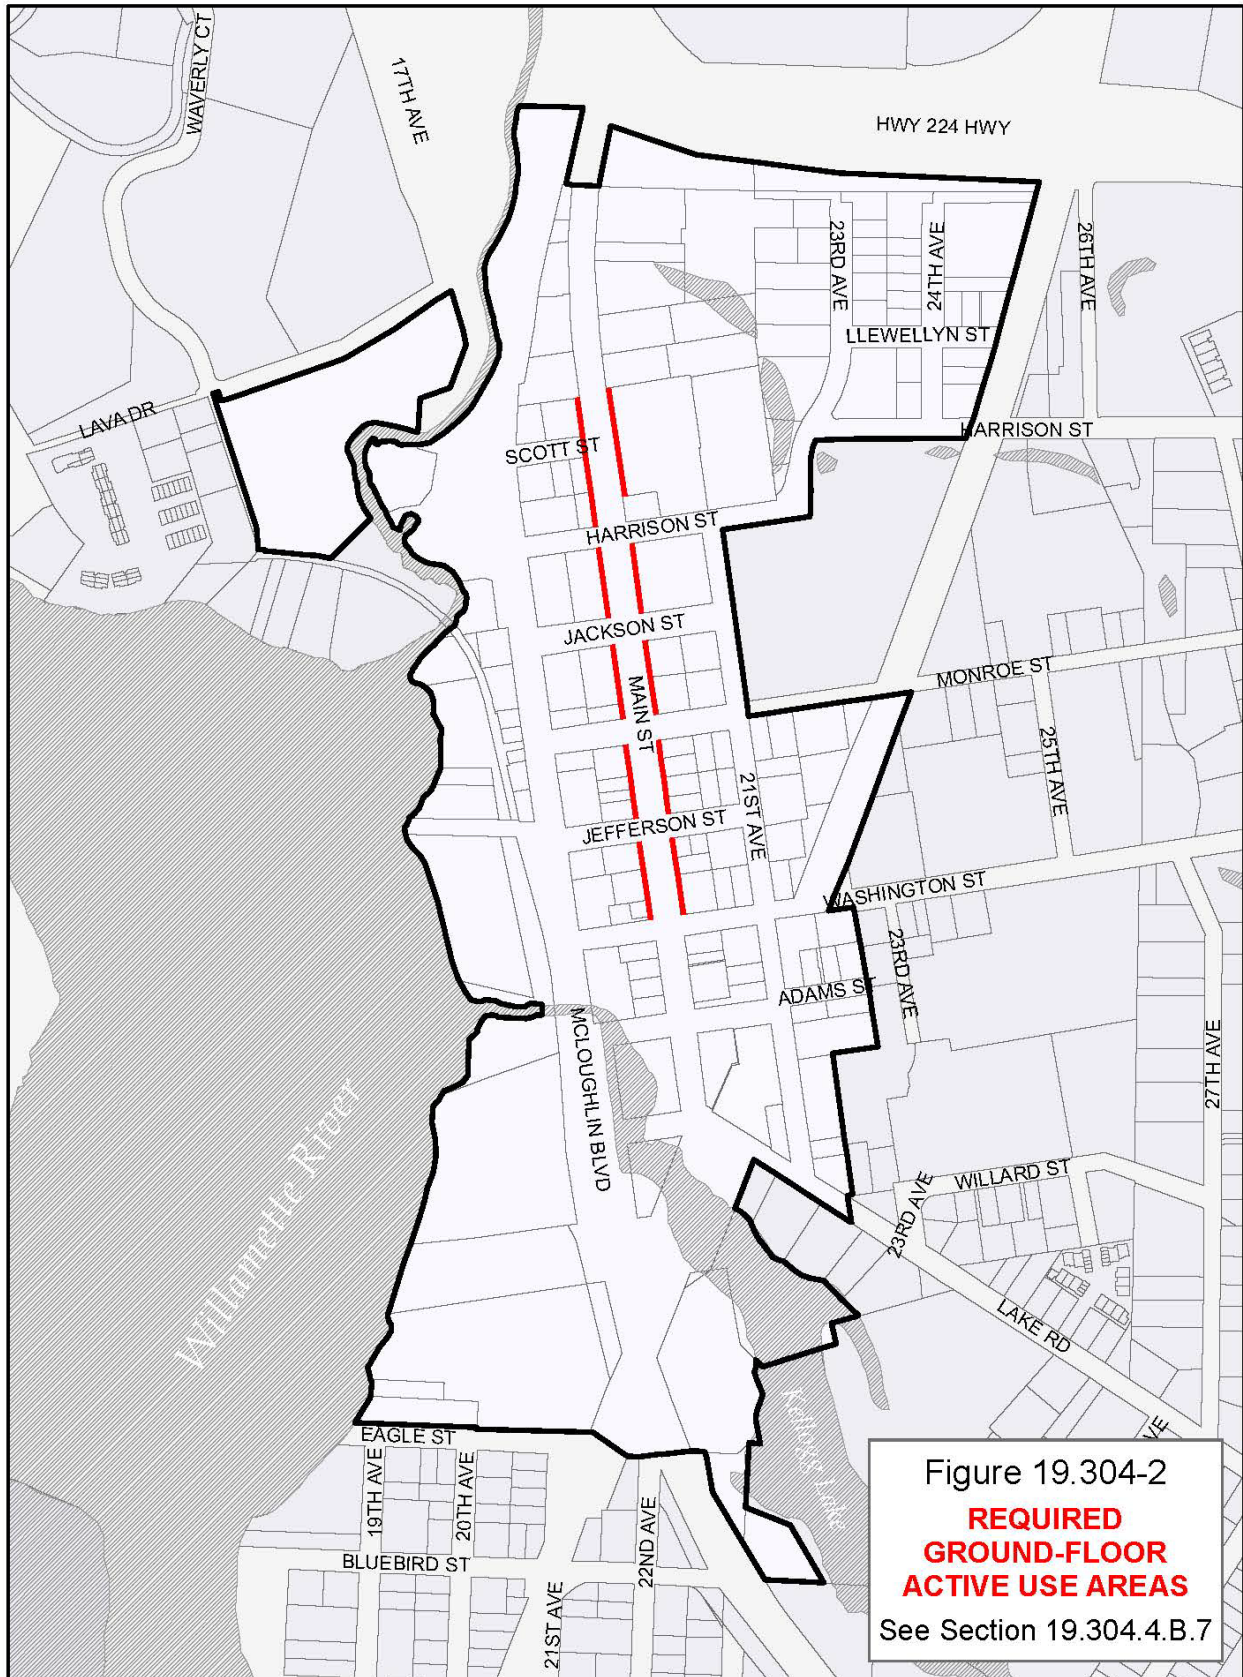 WAVERLY CT
17TH AVE
HWY 224 HWY
23RD AVE
24TH AVE
26TH AVE
LLEWELLYN ST
LAVA DR
SCOTT ST
HARRISON ST
HARRISON ST
JACKSON ST
MAIN ST
MONROE ST
25TH AVE
21ST AVE
JEFFERSON ST
WASHINGTON ST
23RD AVE
ADAMS ST
MCLOUGHLIN BLVD
27TH AVE
Willamette River
WILLARD ST
23RD AVE
LAKE RD
Kellogg Lake
EAGLE ST
19TH AVE
20TH AVE
22ND AVE
BLUEBIRD ST
21ST AVE
AVE
Figure 19.304-2
REQUIRED
GROUND-FLOOR
ACTIVE USE AREAS
See Section 19.304.4.B.7